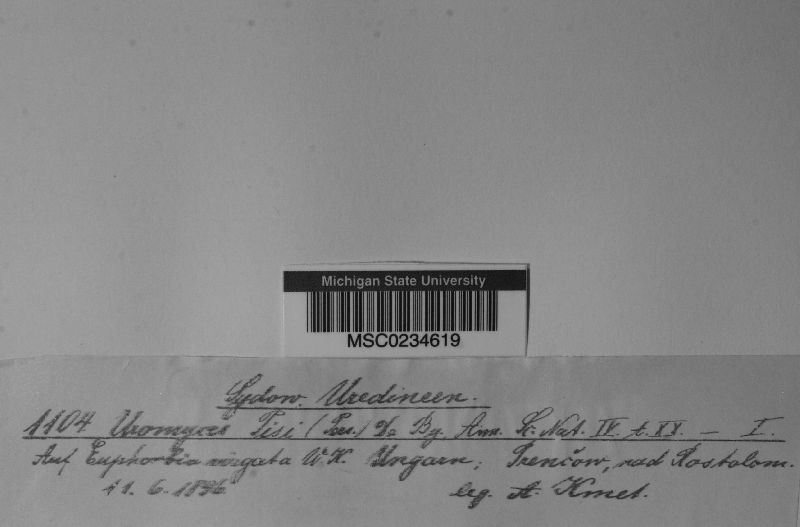 Michigan State University
MSC0234619
Sydow. Uredineen.
1104 Uromyces Pisi (Pers.) De By. Ann. Sc. Nat. IV. t. XX. — I.
Auf Euphorbia virgata W. K. Ungarn; Prenčow, nad Kostolom.
11. 6. 1896 leg. A. Kmet.